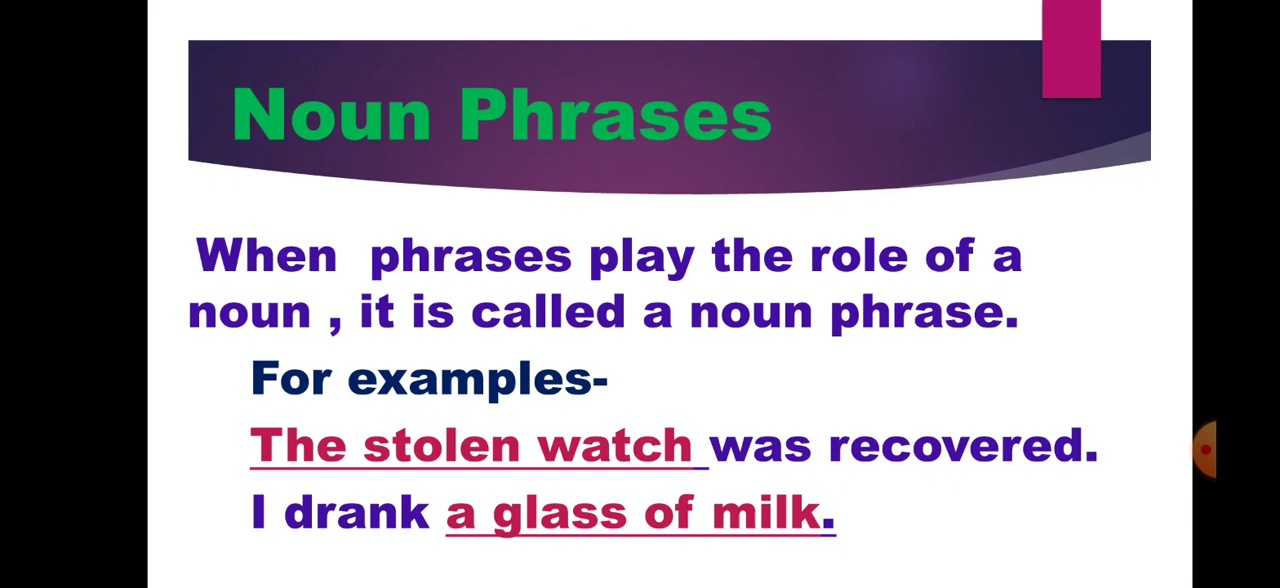 Noun Phrases
When phrases play the role of a
noun , it is called a noun phrase.
For examples-
The stolen watch was recovered.
I drank a glass of milk.